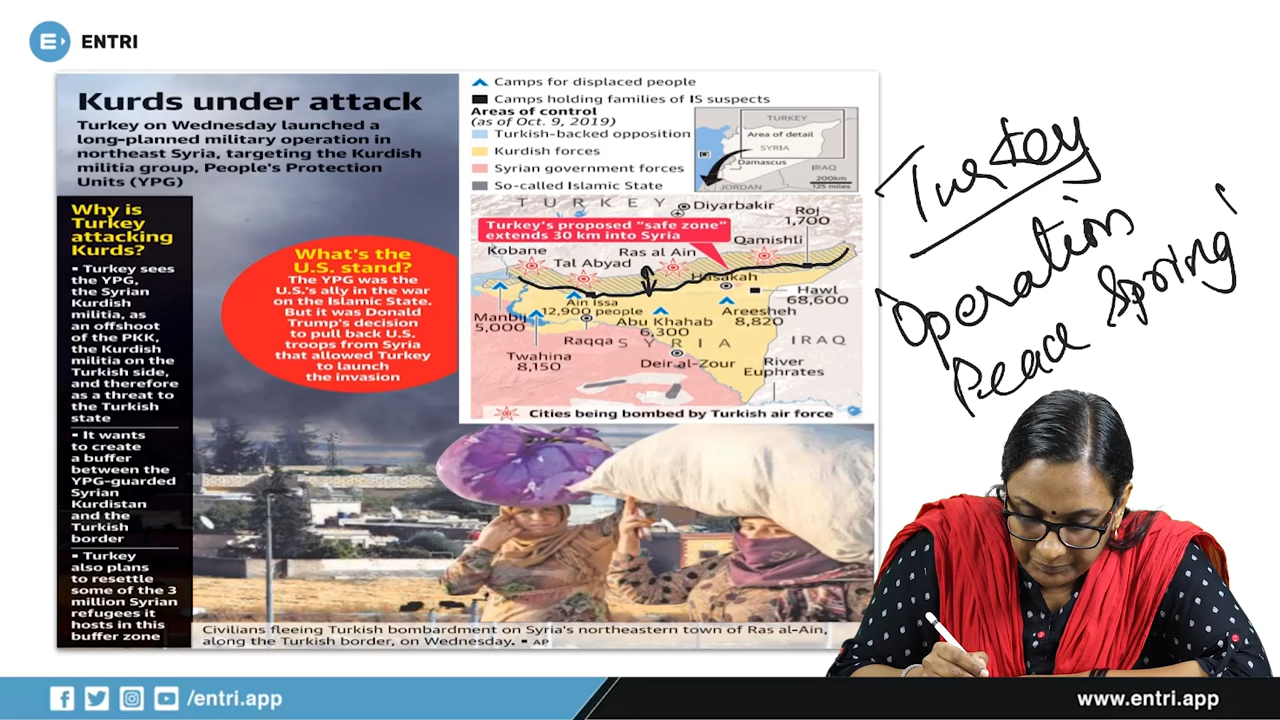 ENTRI
Kurds under attack
Turkey on Wednesday launched a
long-planned military operation in
northeast Syria, targeting the Kurdish
militia group, People's Protection
Units (YPG)
Why is
Turkey
attacking
Kurds?
▪ Turkey sees
the YPG,
the Syrian
Kurdish
militia, as
an offshoot
of the PKK,
the Kurdish
militia on the
Turkish side,
and therefore
as a threat to
the Turkish
state
▪ It wants
to create
a buffer
between the
YPG-guarded
Syrian
Kurdistan
and the
Turkish
border
▪ Turkey
also plans
to resettle
some of the 3
million Syrian
refugees it
hosts in this
buffer zone
What's the
U.S. stand?
The YPG was the
U.S.'s ally in the war
on the Islamic State.
But it was Donald
Trump's decision
to pull back U.S.
troops from Syria
that allowed Turkey
to launch
the invasion
Camps for displaced people
Camps holding families of IS suspects
Areas of control
(as of Oct. 9, 2019)
Turkish-backed opposition
Kurdish forces
Syrian government forces
So-called Islamic State
TURKEY
Area of detail
SYRIA
Damascus
IRAQ
JORDAN
200km
125 miles
TURKEY
Diyarbakir
Roj
1,700
Turkey's proposed "safe zone"
extends 30 km into Syria
Qamishli
Kobane
Ras al Ain
Tal Abyad
Hasakah
Hawl
68,600
Ain Issa
12,900 people
Manbij
5,000
Areesheh
8,820
Abu Khahab
6,300
Raqqa
SYRIA
IRAQ
Twahina
8,150
Deir al-Zour
River
Euphrates
Cities being bombed by Turkish air force
Civilians fleeing Turkish bombardment on Syria's northeastern town of Ras al-Ain,
along the Turkish border, on Wednesday. ▪ AP
Turkey
'Operation
Peace Spring'
/entri.app
www.entri.app